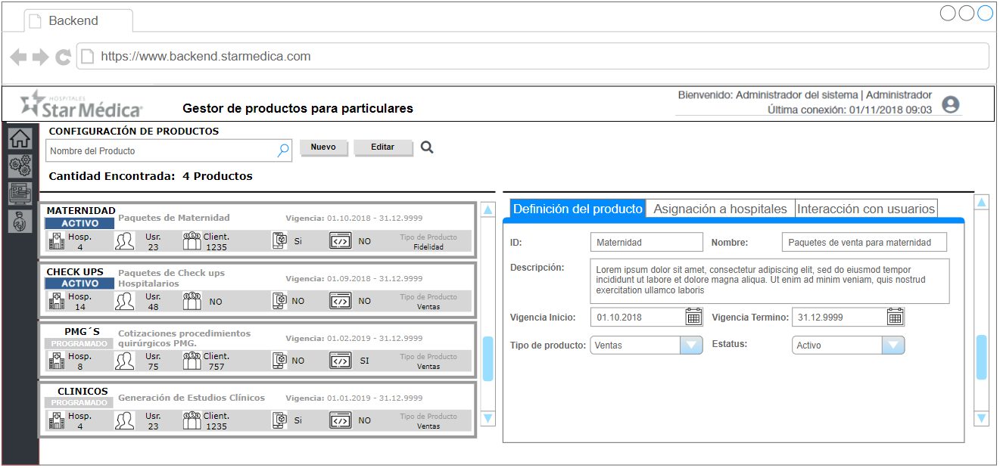 Backend
https://www.backend.starmedica.com
HOSPITALES
Star Médica
Gestor de productos para particulares
Bienvenido: Administrador del sistema | Administrador
Última conexión: 01/11/2018 09:03
CONFIGURACIÓN DE PRODUCTOS
Nombre del Producto
Nuevo
Editar
Cantidad Encontrada: 4 Productos
MATERNIDAD
ACTIVO
Paquetes de Maternidad
Vigencia: 01.10.2018 - 31.12.9999
Hosp.
4
Usr.
23
Client.
1235
Si
NO
Tipo de Producto
Fidelidad
CHECK UPS
ACTIVO
Paquetes de Check ups
Hospitalarios
Vigencia: 01.09.2018 - 31.12.9999
Hosp.
14
Usr.
48
NO
NO
NO
Tipo de Producto
Ventas
PMG´S
PROGRAMADO
Cotizaciones procedimientos
quirúrgicos PMG.
Vigencia: 01.02.2019 - 31.12.9999
Hosp.
8
Usr.
75
Client.
757
NO
SI
Tipo de Producto
Ventas
CLINICOS
PROGRAMADO
Generación de Estudios Clínicos
Vigencia: 01.01.2019 - 31.12.9999
Hosp.
4
Usr.
23
Client.
1235
Si
NO
Tipo de Producto
Ventas
Definición del producto
Asignación a hospitales
Interacción con usuarios
ID:
Maternidad
Nombre:
Paquetes de venta para maternidad
Descripción:
Lorem ipsum dolor sit amet, consectetur adipiscing elit, sed do eiusmod tempor
incididunt ut labore et dolore magna aliqua. Ut enim ad minim veniam, quis nostrud
exercitation ullamco laboris
Vigencia Inicio:
01.10.2018
Vigencia Termino:
31.12.9999
Tipo de producto:
Ventas
Estatus:
Activo